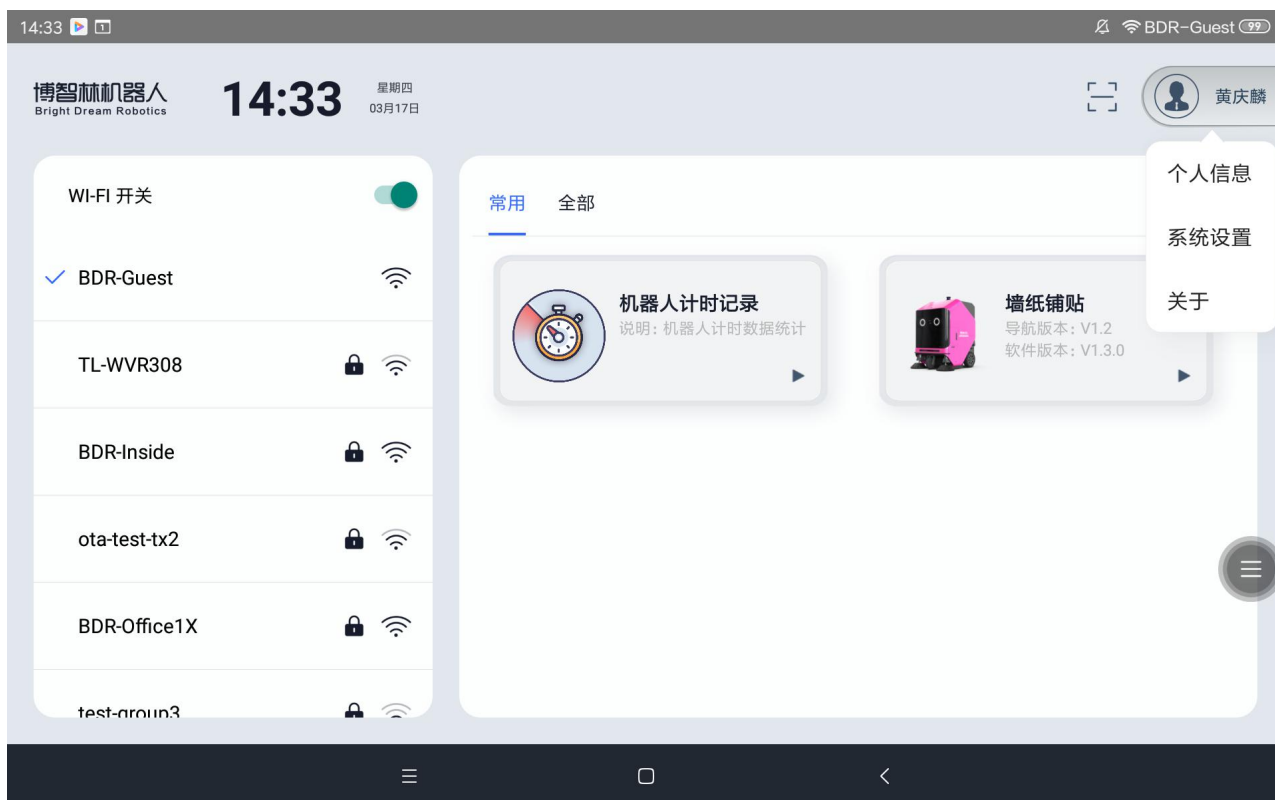 14:33
BDR-Guest 99
博智林机器人
Bright Dream Robotics
14:33
星期四
03月17日
黄庆麟
个人信息
系统设置
关于
WI-FI 开关
BDR-Guest
TL-WVR308
BDR-Inside
ota-test-tx2
BDR-Office1X
test-group3
常用 全部
机器人计时记录
说明：机器人计时数据统计
墙纸铺贴
导航版本：V1.2
软件版本：V1.3.0